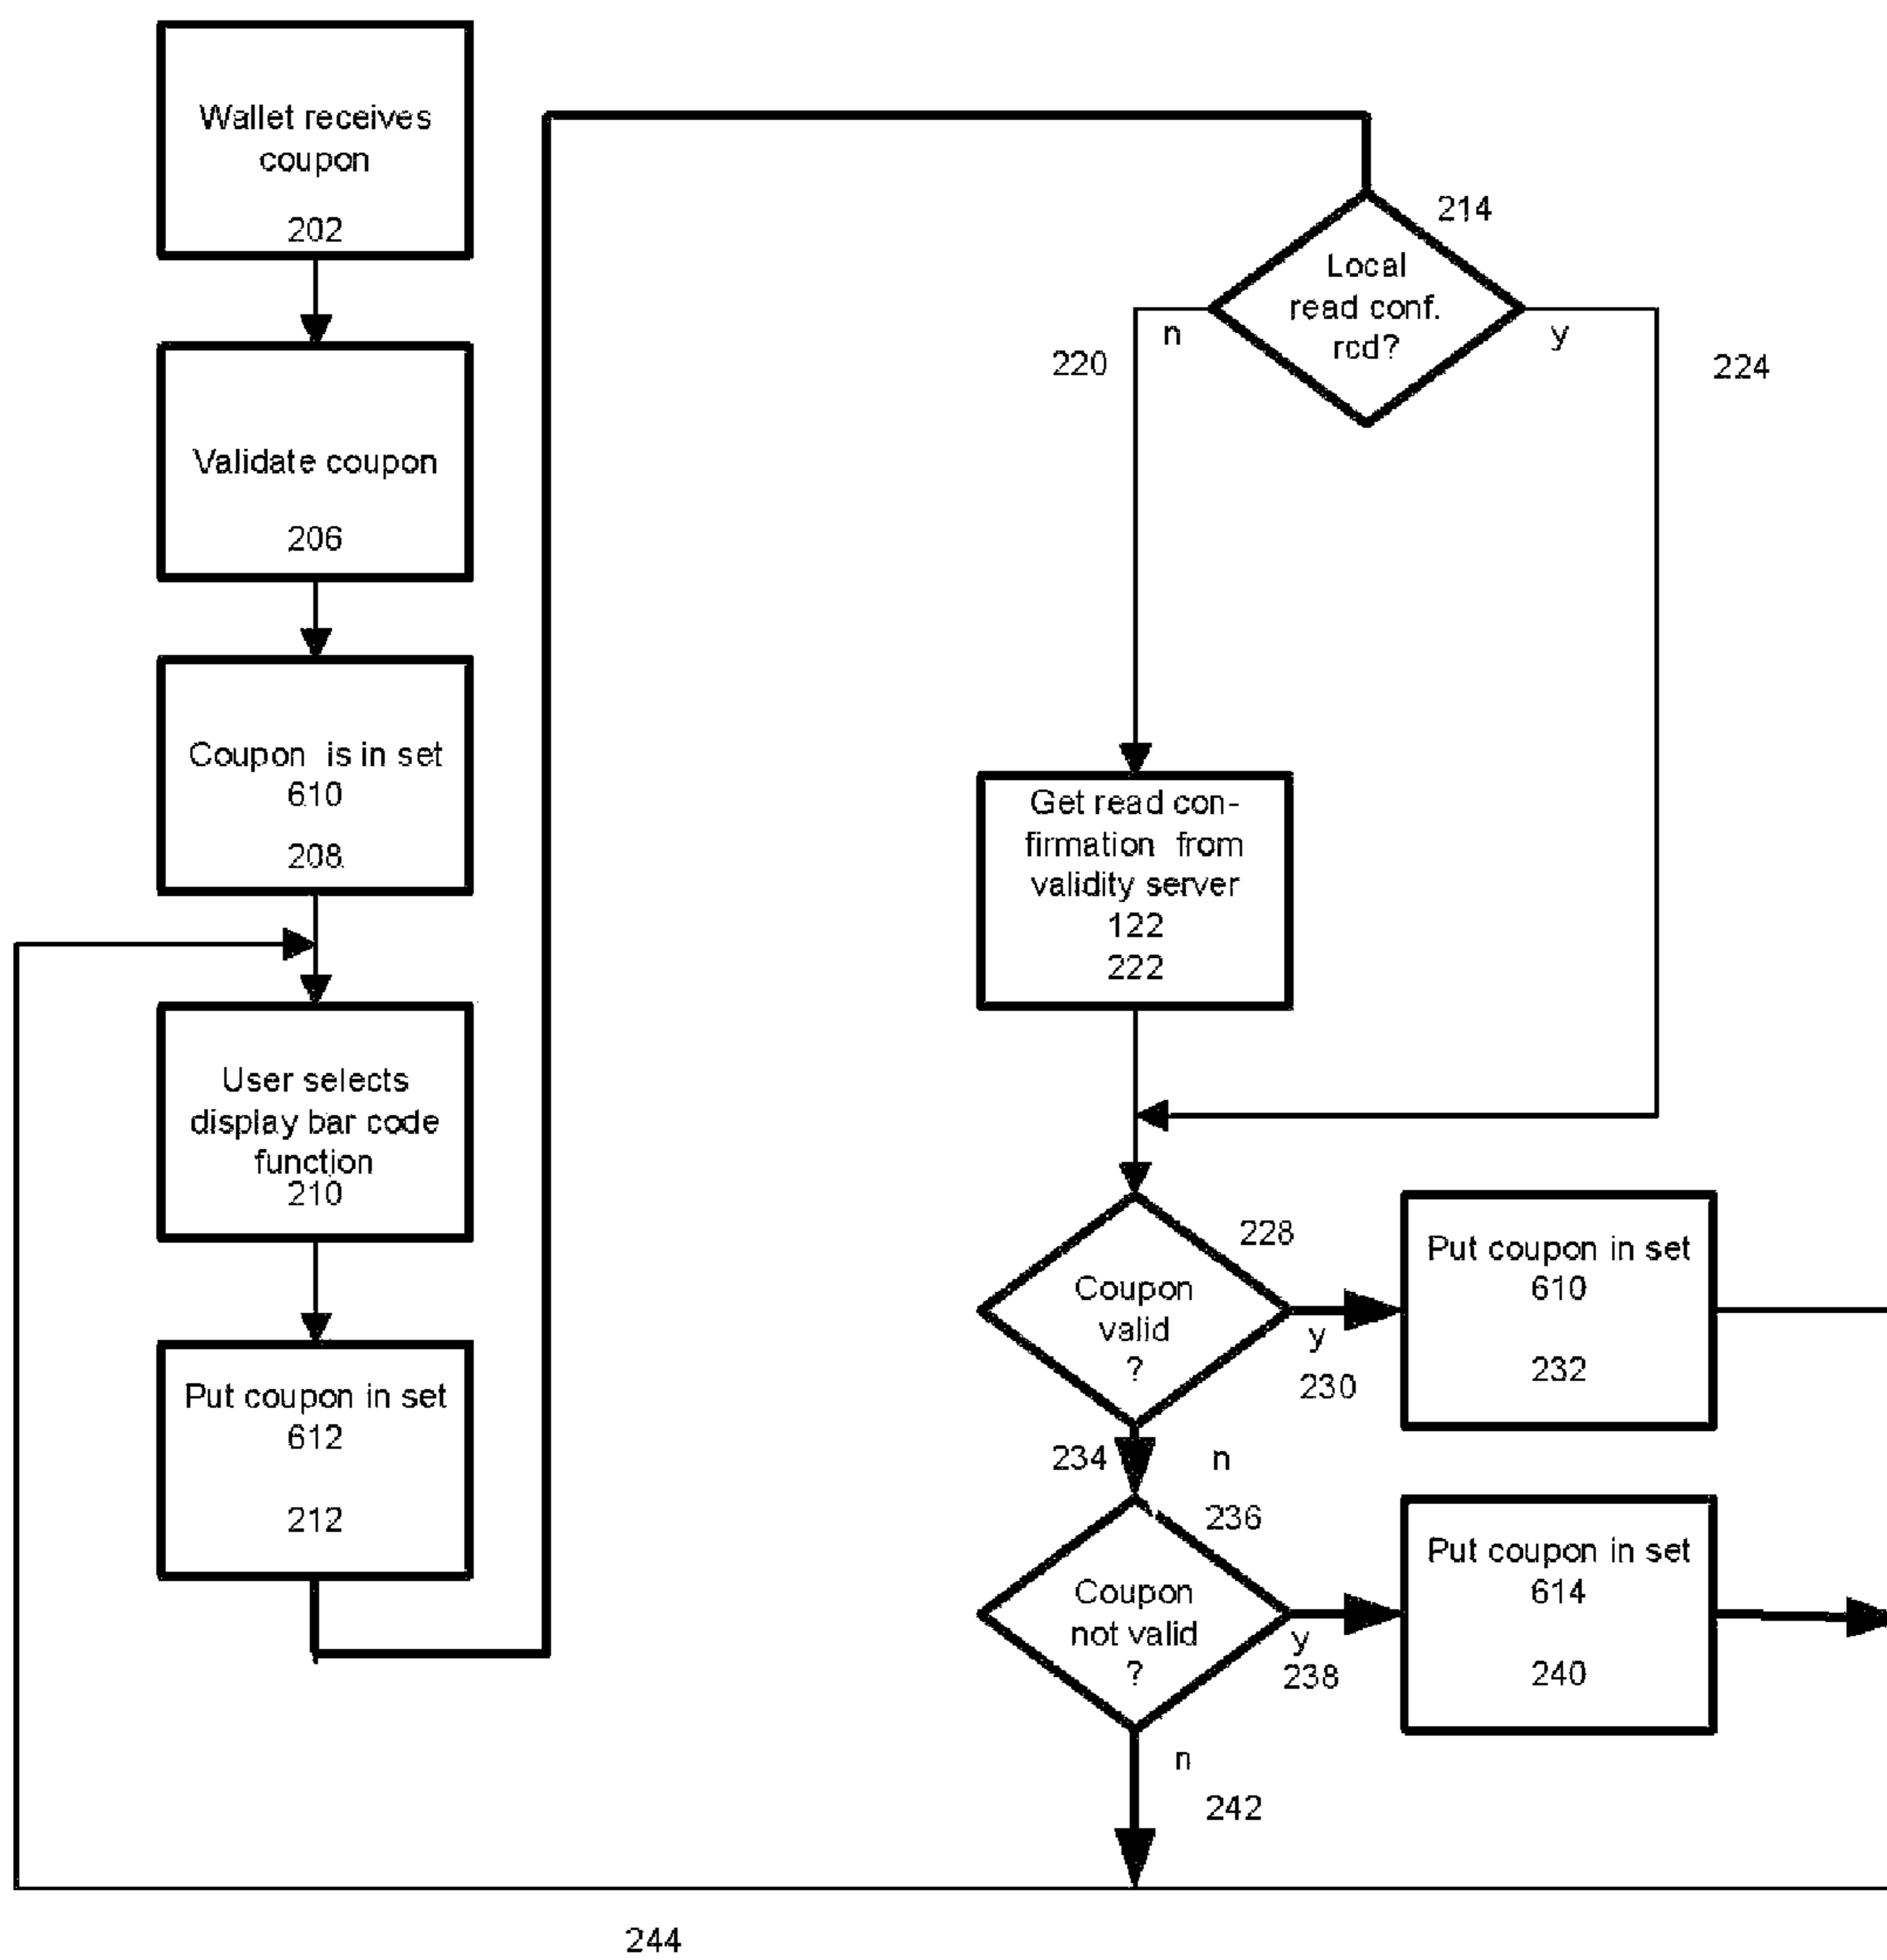 Wallet receives
coupon
202
Validate coupon
206
Coupon is in set
610
208
User selects
display bar code
function
210
Put coupon in set
612
212
214
Local
read conf.
rcd?
n
y
220
224
Get read con-
firmation from
validity server
122
222
228
Coupon
valid
?
y
230
Put coupon in set
610
232
234
n
236
Coupon
not valid
?
y
238
Put coupon in set
614
240
n
242
244